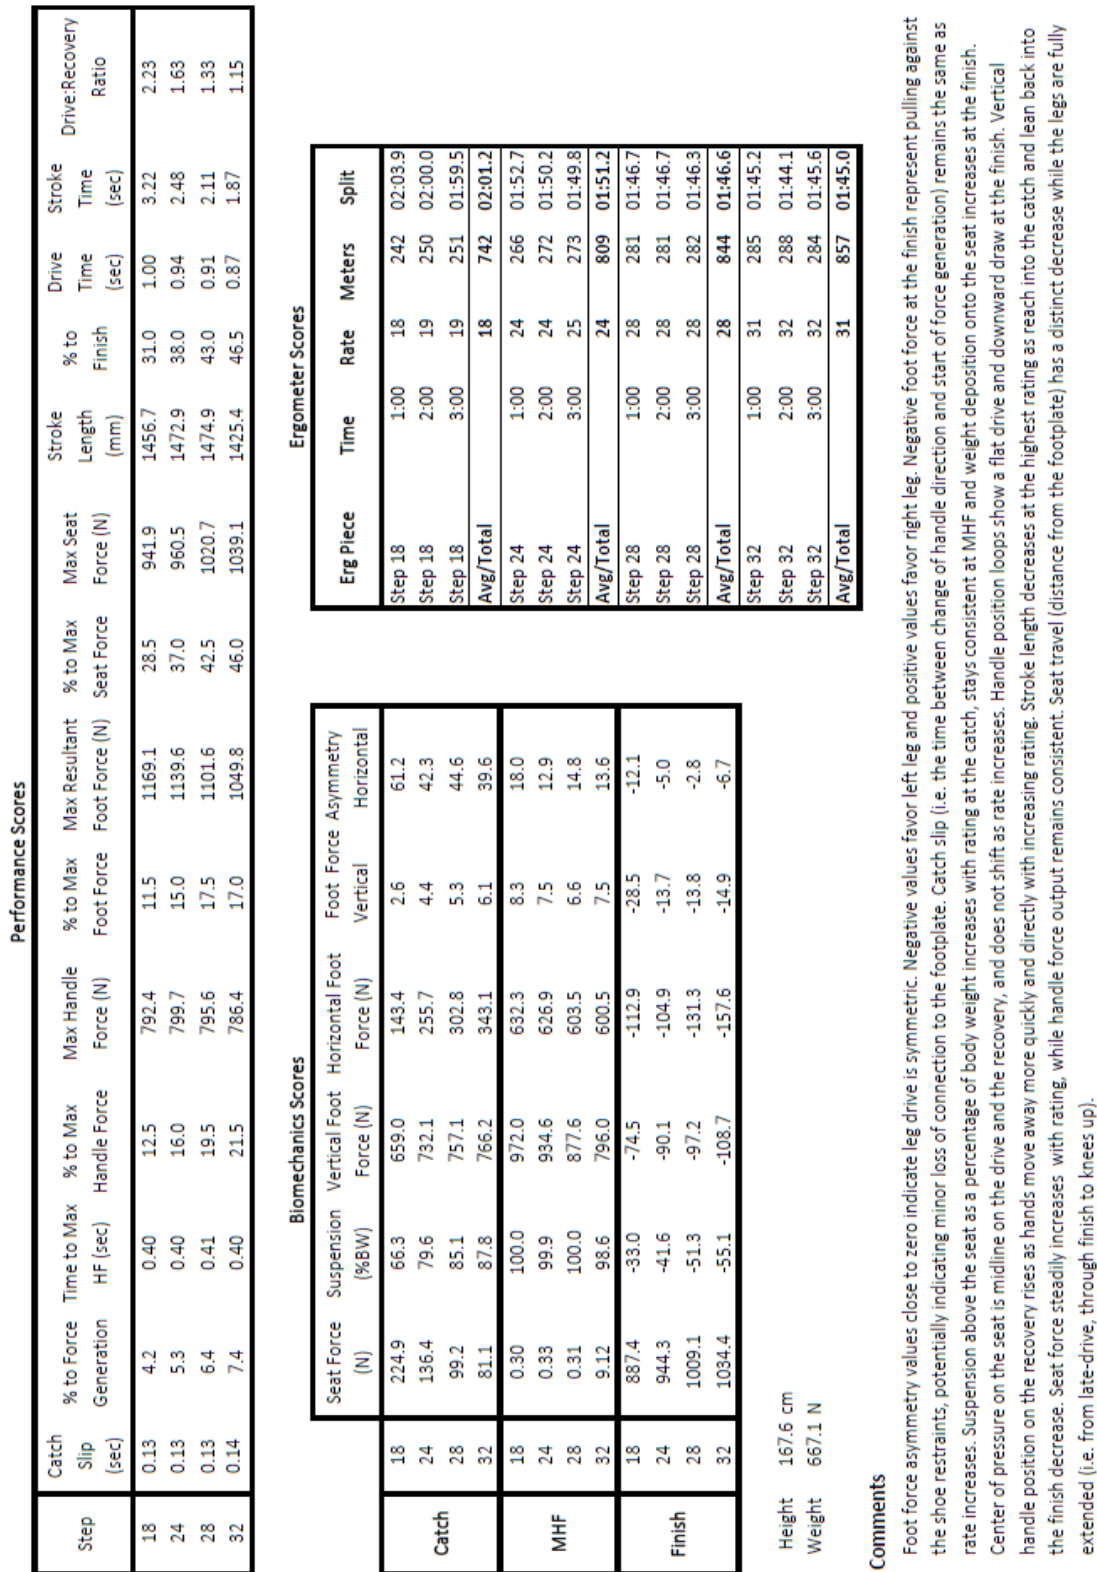 Performance Scores
Step Catch Slip (sec) % to Force Generation Time to Max HF (sec) % to Max Handle Force Max Handle Force (N) % to Max Foot Force Max Resultant Foot Force (N) % to Max Seat Force Max Seat Force (N) Stroke Length (mm) % to Finish Drive Time (sec) Stroke Time (sec) Drive:Recovery Ratio
18 0.13 4.2 0.40 12.5 792.4 11.5 1169.1 28.5 941.9 1456.7 31.0 1.00 3.22 2.23
24 0.13 5.3 0.40 16.0 799.7 15.0 1139.6 37.0 960.5 1472.9 38.0 0.94 2.48 1.63
28 0.13 6.4 0.41 19.5 795.6 17.5 1101.6 42.5 1020.7 1474.9 43.0 0.91 2.11 1.33
32 0.14 7.4 0.40 21.5 786.4 17.0 1049.8 46.0 1039.1 1425.4 46.5 0.87 1.87 1.15
Biomechanics Scores
Seat Force (N) Suspension (%BW) Vertical Foot Force (N) Horizontal Foot Force (N) Foot Force Asymmetry Vertical Horizontal
Catch
18 224.9 66.3 659.0 143.4 2.6 61.2
24 136.4 79.6 732.1 255.7 4.4 42.3
28 99.2 85.1 757.1 302.8 5.3 44.6
32 81.1 87.8 766.2 343.1 6.1 39.6
MHF
18 0.30 100.0 972.0 632.3 8.3 18.0
24 0.33 99.9 934.6 626.9 7.5 12.9
28 0.31 100.0 877.6 603.5 6.6 14.8
32 9.12 98.6 796.0 600.5 7.5 13.6
Finish
18 887.4 -33.0 -74.5 -112.9 -28.5 -12.1
24 944.3 -41.6 -90.1 -104.9 -13.7 -5.0
28 1009.1 -51.3 -97.2 -131.3 -13.8 -2.8
32 1034.4 -55.1 -108.7 -157.6 -14.9 -6.7
Ergometer Scores
Erg Piece Time Rate Meters Split
Step 18 1:00 18 242 02:03.9
Step 18 2:00 19 250 02:00.0
Step 18 3:00 19 251 01:59.5
Avg/Total 18 742 02:01.2
Step 24 1:00 24 266 01:52.7
Step 24 2:00 24 272 01:50.2
Step 24 3:00 25 273 01:49.8
Avg/Total 24 809 01:51.2
Step 28 1:00 28 281 01:46.7
Step 28 2:00 28 281 01:46.7
Step 28 3:00 28 282 01:46.3
Avg/Total 28 844 01:46.6
Step 32 1:00 31 285 01:45.2
Step 32 2:00 32 288 01:44.1
Step 32 3:00 32 284 01:45.6
Avg/Total 31 857 01:45.0
Height 167.6 cm
Weight 667.1 N
Comments
Foot force asymmetry values close to zero indicate leg drive is symmetric. Negative values favor left leg and positive values favor right leg. Negative foot force at the finish represent pulling against
the shoe restraints, potentially indicating minor loss of connection to the footplate. Catch slip (i.e. the time between change of handle direction and start of force generation) remains the same as
rate increases. Suspension above the seat as a percentage of body weight increases with rating at the catch, stays consistent at MHF and weight deposition onto the seat increases at the finish.
Center of pressure on the seat is midline on the drive and the recovery, and does not shift as rate increases. Handle position loops show a flat drive and downward draw at the finish. Vertical
handle position on the recovery rises as hands move away more quickly and directly with increasing rating. Stroke length decreases at the highest rating as reach into the catch and lean back into
the finish decrease. Seat force steadily increases with rating, while handle force output remains consistent. Seat travel (distance from the footplate) has a distinct decrease while the legs are fully
extended (i.e. from late-drive, through finish to knees up).